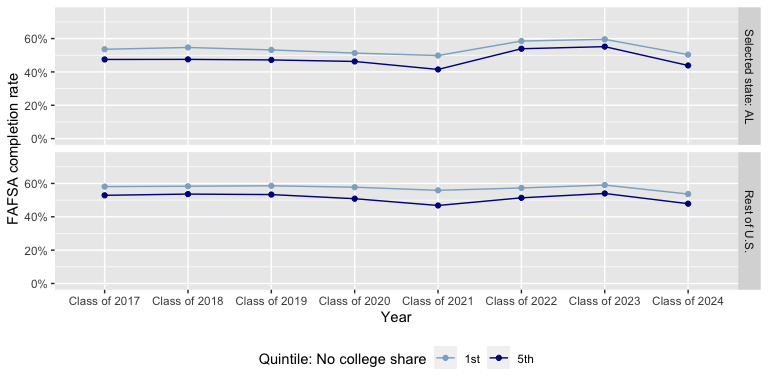 FAFSA completion rate
60%
40%
20%
0%
Selected state: AL
60%
40%
20%
0%
Rest of U.S.
Class of 2017 Class of 2018 Class of 2019 Class of 2020 Class of 2021 Class of 2022 Class of 2023 Class of 2024
Year
Quintile: No college share 1st 5th